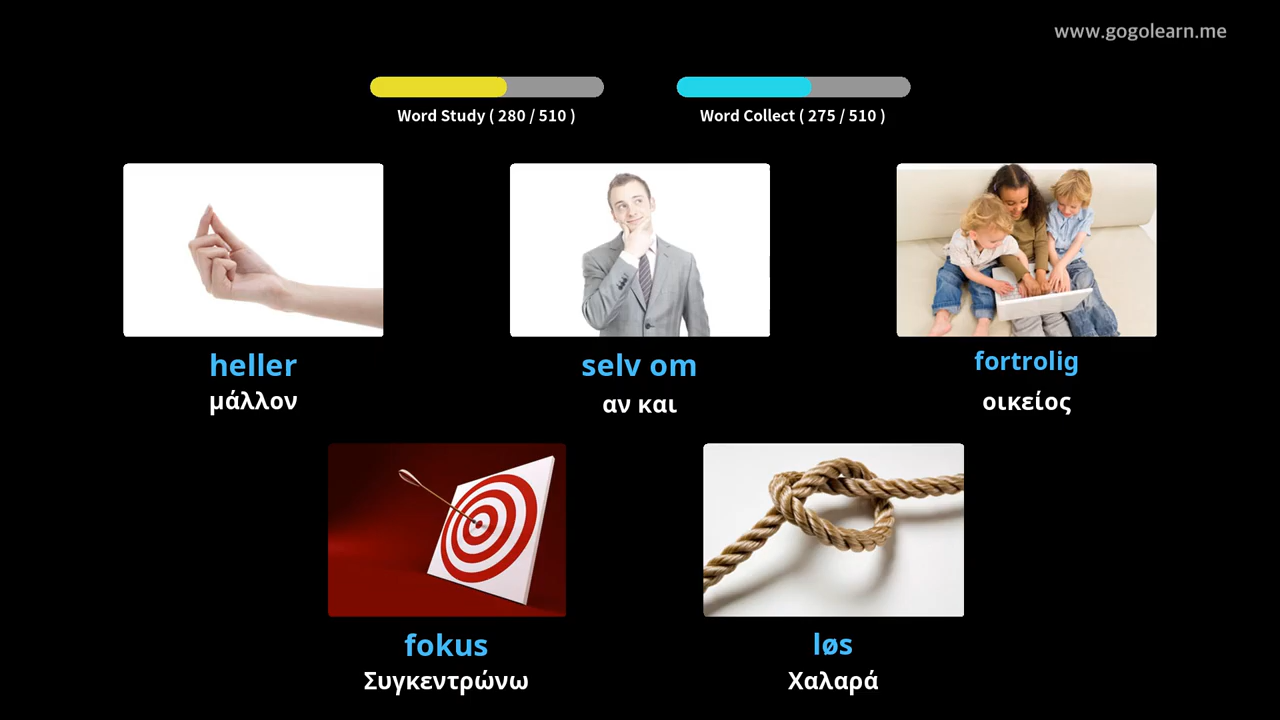 www.gogolearn.me
Word Study ( 280 / 510 )
Word Collect ( 275 / 510 )
heller
μάλλον
selv om
αν και
fortrolig
οικείος
fokus
Συγκεντρώνω
løs
Χαλαρά